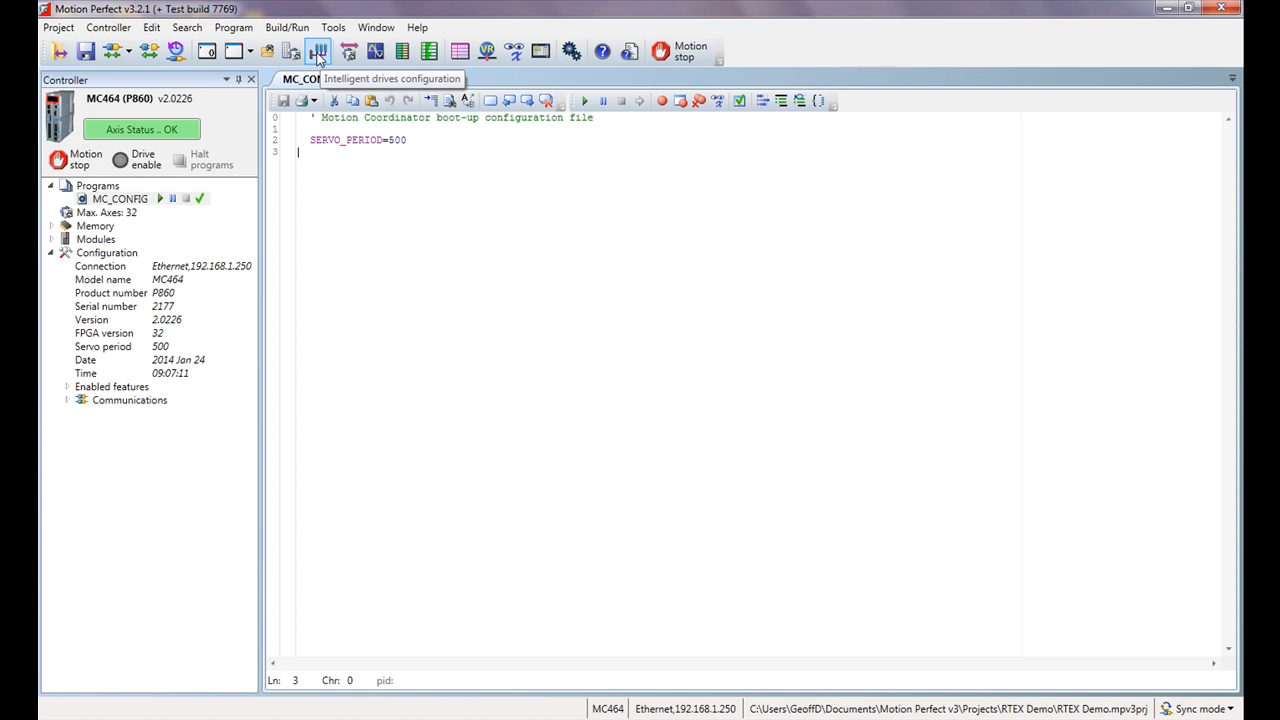 Motion Perfect v3.2.1 (+ Test build 7769)
Project Controller Edit Search Program Build/Run Tools Window Help
Motion stop
Controller
MC_CON
Intelligent drives configuration
MC464 (P860) v2.0226
Axis Status .. OK
Motion stop
Drive enable
Halt programs
Programs
MC_CONFIG
Max. Axes: 32
Memory
Modules
Configuration
Connection Ethernet,192.168.1.250
Model name MC464
Product number P860
Serial number 2177
Version 2.0226
FPGA version 32
Servo period 500
Date 2014 Jan 24
Time 09:07:11
Enabled features
Communications
0 ' Motion Coordinator boot-up configuration file
1
2 SERVO_PERIOD=500
3
Ln: 3 Chr: 0 pid:
MC464 Ethernet,192.168.1.250 C:\Users\GeoffD\Documents\Motion Perfect v3\Projects\RTEX Demo\RTEX Demo.mpv3prj Sync mode